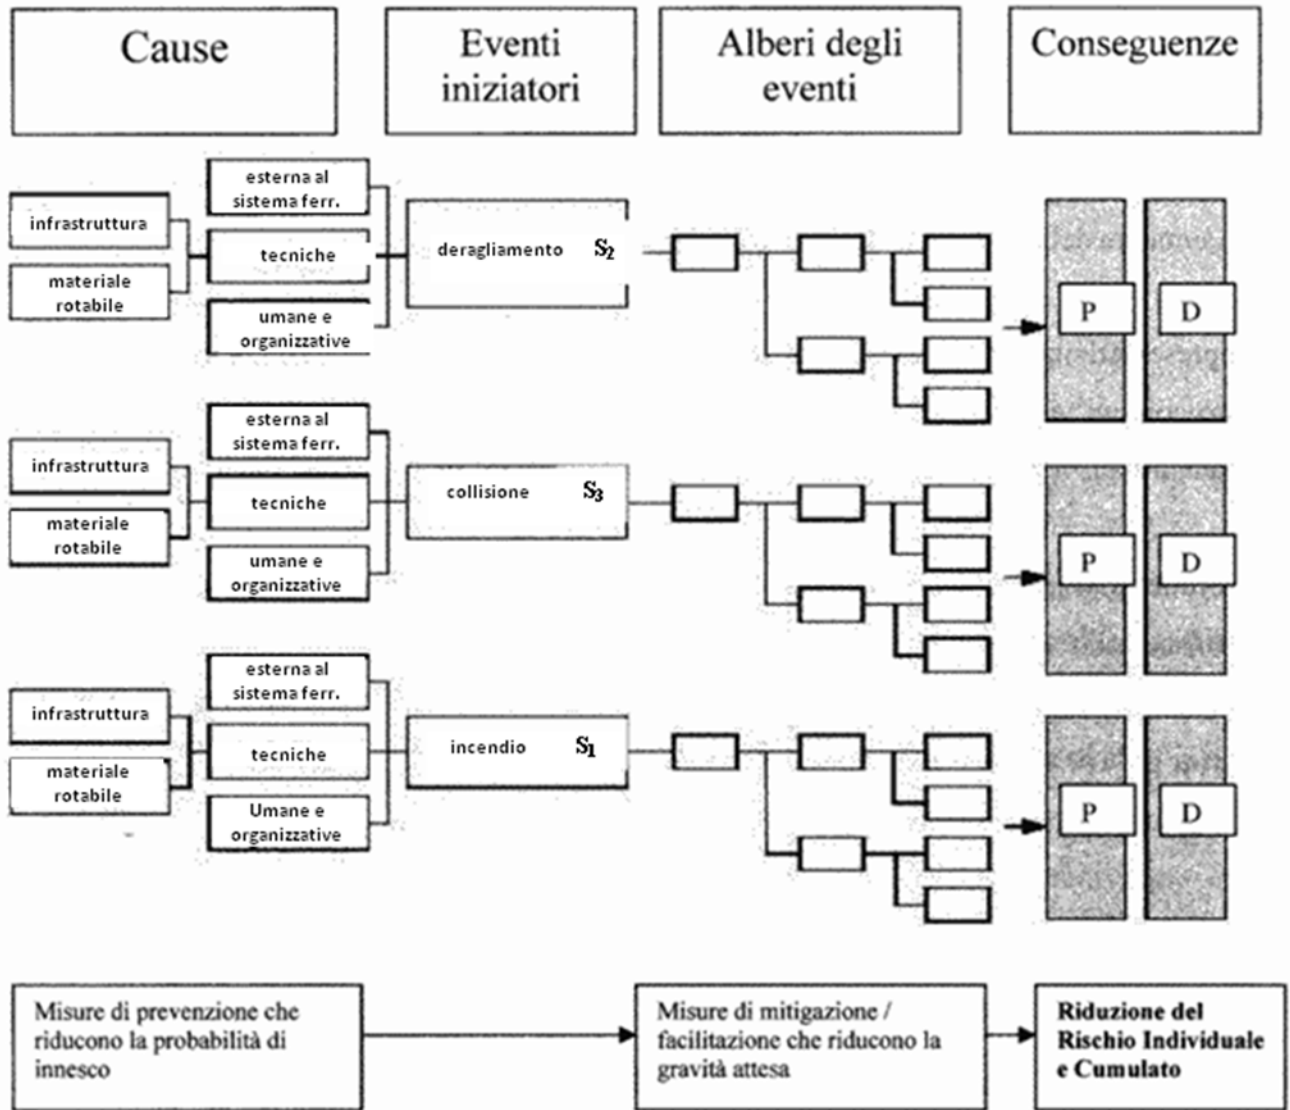 Cause
Eventi
iniziatori
Alberi degli
eventi
Conseguenze
infrastruttura
materiale
rotabile
esterna al
sistema ferr.
tecniche
umane e
organizzative
deragliamento S2
P
D
infrastruttura
materiale
rotabile
esterna al
sistema ferr.
tecniche
umane e
organizzative
collisione S3
P
D
infrastruttura
materiale
rotabile
esterna al
sistema ferr.
tecniche
Umane e
organizzative
incendio S1
P
D
Misure di prevenzione che
riducono la probabilità di
innesco
Misure di mitigazione /
facilitazione che riducono la
gravità attesa
Riduzione del
Rischio Individuale
e Cumulato